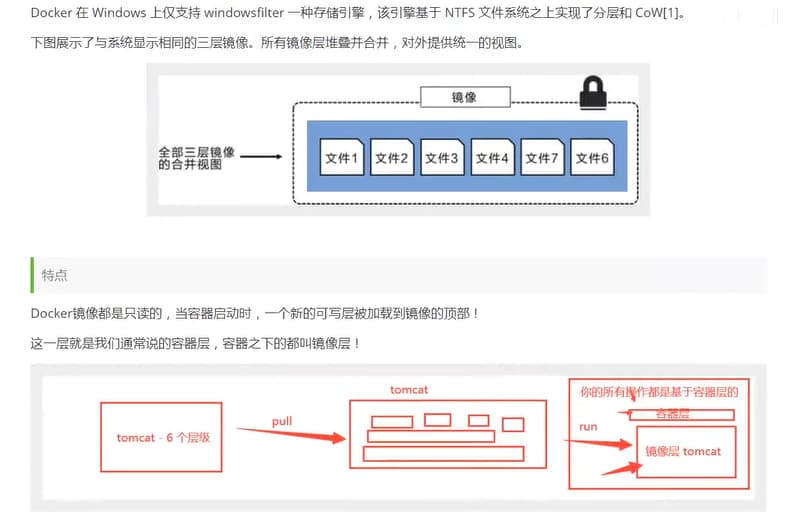 Docker 在 Windows 上仅支持 windowsfilter 一种存储引擎，该引擎基于 NTFS 文件系统之上实现了分层和 CoW[1]。
下图展示了与系统显示相同的三层镜像。所有镜像层堆叠并合并，对外提供统一的视图。
镜像
全部三层镜像
的合并视图
文件1 文件2 文件3 文件4 文件7 文件6
特点
Docker镜像都是只读的，当容器启动时，一个新的可写层被加载到镜像的顶部！
这一层就是我们通常说的容器层，容器之下的都叫镜像层！
tomcat - 6 个层级
pull
tomcat
run
你的所有操作都是基于容器层的
容器层
镜像层 tomcat